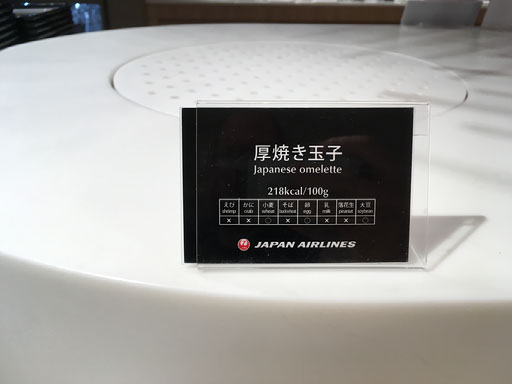 厚焼き玉子
Japanese omelette
218kcal/100g
えび かに 小麦 そば 卵 乳 落花生 大豆
shrimp crab wheat buckwheat egg milk peanut soybean
× × ○ × ○ × × ○
JAPAN AIRLINES